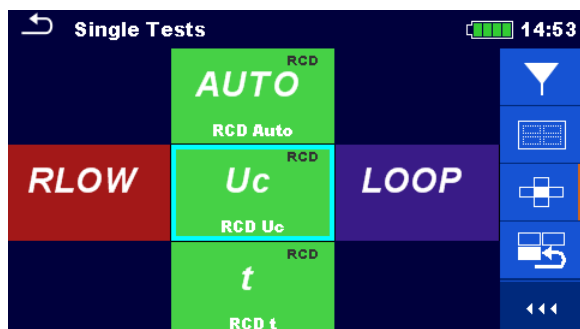 Single Tests
14:53
RCD
AUTO
RCD Auto
RLOW
RCD
Uc
RCD Uc
LOOP
RCD
t
RCD t